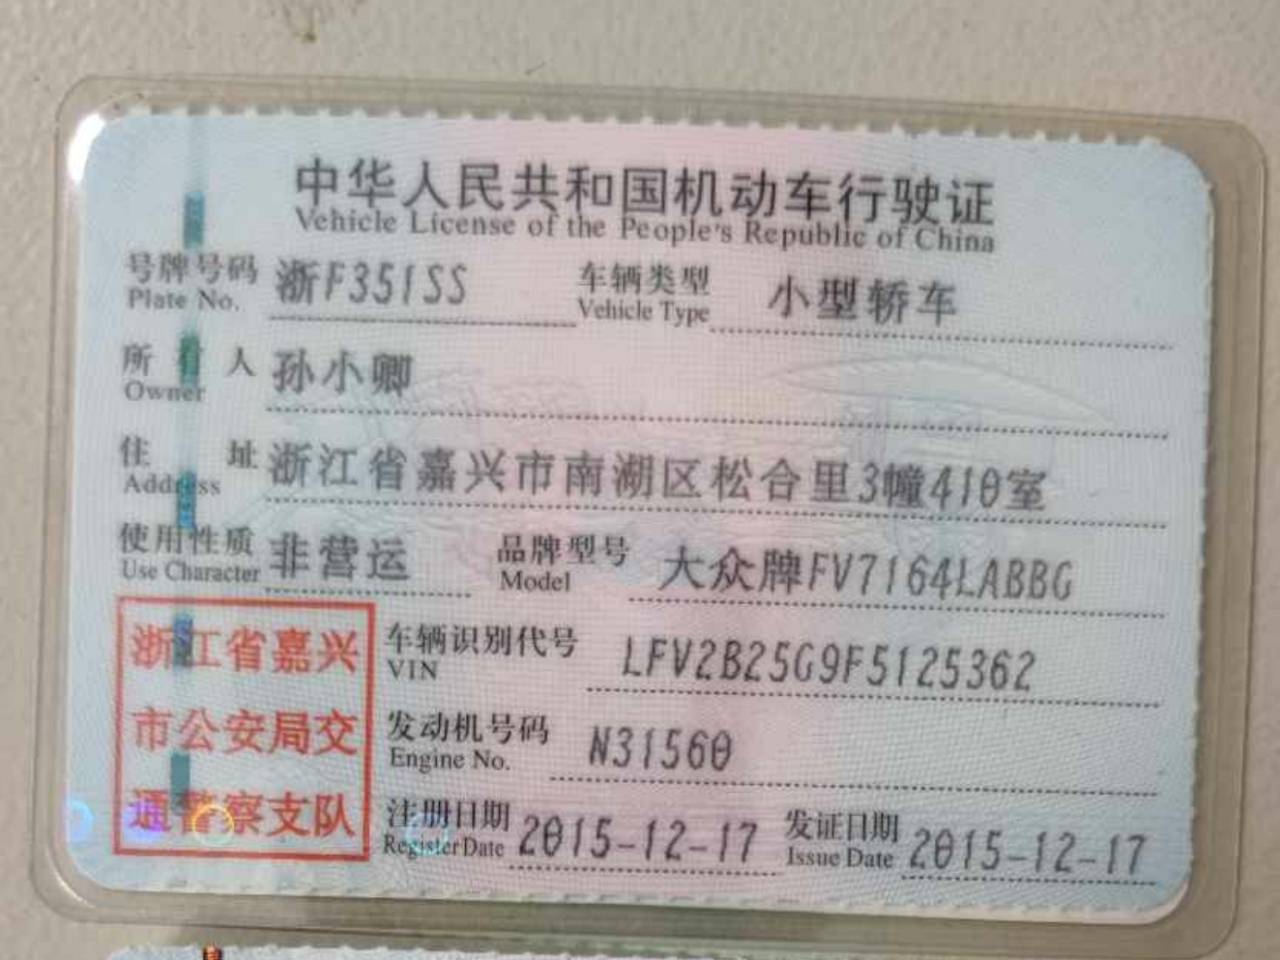 中华人民共和国机动车行驶证
Vehicle License of the People's Republic of China
号牌号码 浙F351SS 车辆类型 小型轿车
Plate No. Vehicle Type
所有人 孙小卿
Owner
住址 浙江省嘉兴市南湖区松合里3幢410室
Address
使用性质 非营运 品牌型号 大众牌FV7164LABBG
Use Character Model
浙江省嘉兴 车辆识别代号 LFV2B25G9F5125362
VIN
市公安局交 发动机号码 N31560
Engine No.
通警察支队 注册日期 2015-12-17 发证日期 2015-12-17
Register Date Issue Date